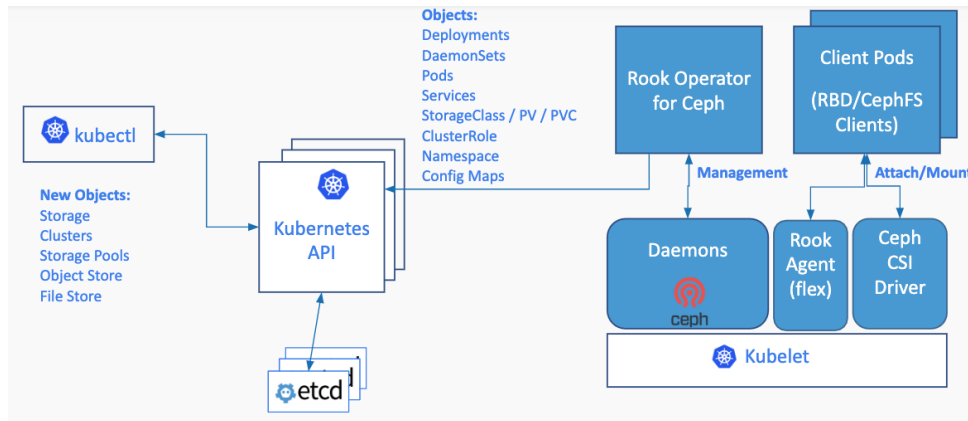 Objects:
Deployments
DaemonSets
Pods
Services
StorageClass / PV / PVC
ClusterRole
Namespace
Config Maps
kubectl
New Objects:
Storage
Clusters
Storage Pools
Object Store
File Store
Kubernetes
API
etcd
Rook Operator
for Ceph
Client Pods
(RBD/CephFS
Clients)
Management
Attach/Mount
Daemons
ceph
Rook
Agent
(flex)
Ceph
CSI
Driver
Kubelet